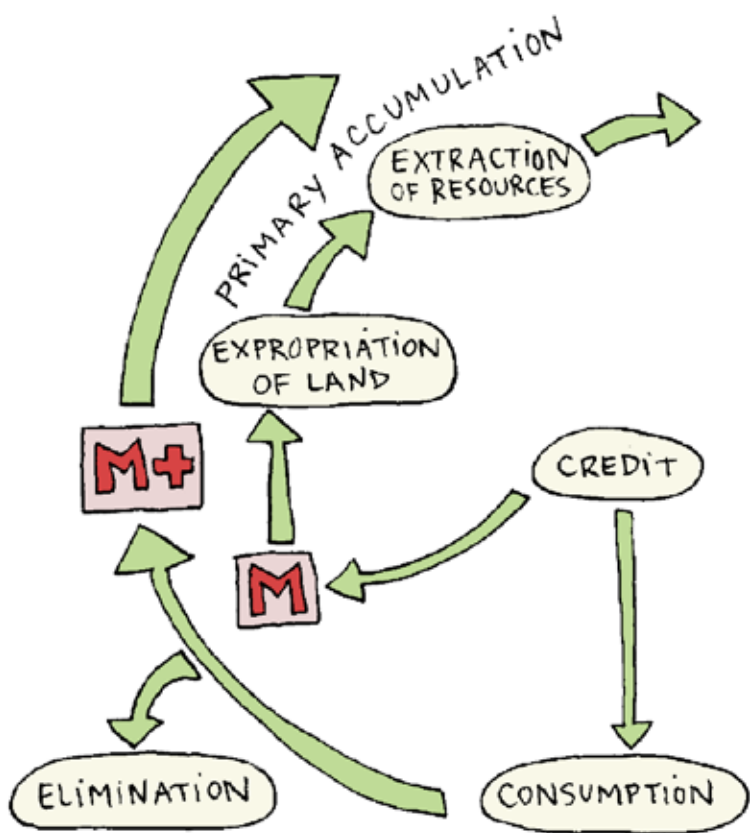 PRIMARY ACCUMULATION
EXTRACTION
OF RESOURCES
EXPROPRIATION
OF LAND
M+
CREDIT
M
ELIMINATION
CONSUMPTION